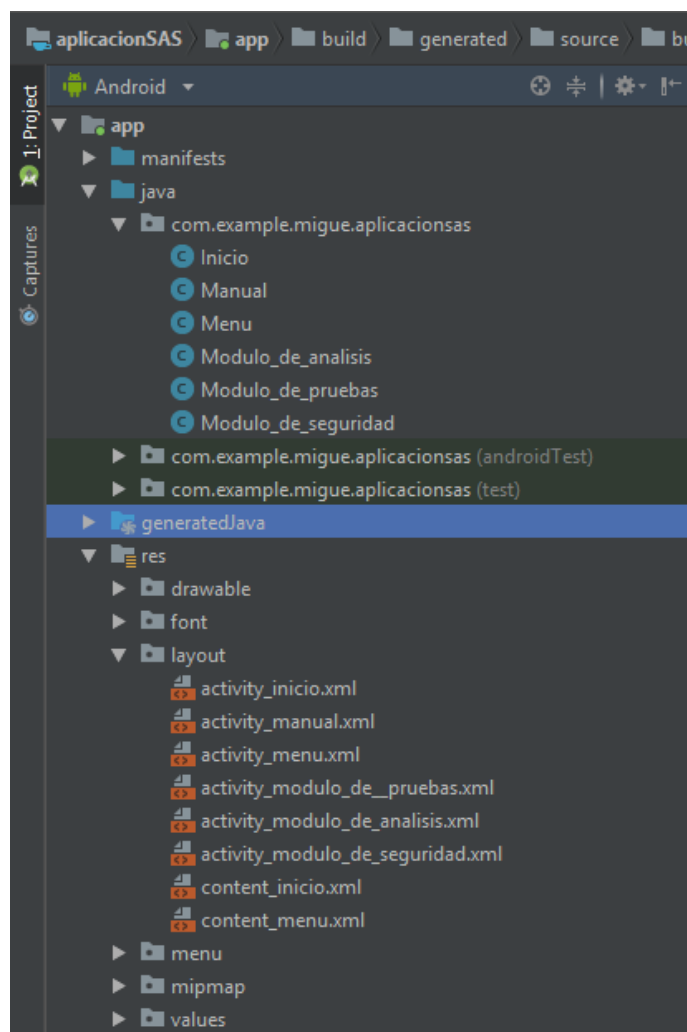 aplicacionSAS app build generated source bu
Android
1: Project
Captures
app
manifests
java
com.example.migue.aplicacionsas
Inicio
Manual
Menu
Modulo_de_analisis
Modulo_de_pruebas
Modulo_de_seguridad
com.example.migue.aplicacionsas (androidTest)
com.example.migue.aplicacionsas (test)
generatedJava
res
drawable
font
layout
activity_inicio.xml
activity_manual.xml
activity_menu.xml
activity_modulo_de__pruebas.xml
activity_modulo_de_analisis.xml
activity_modulo_de_seguridad.xml
content_inicio.xml
content_menu.xml
menu
mipmap
values